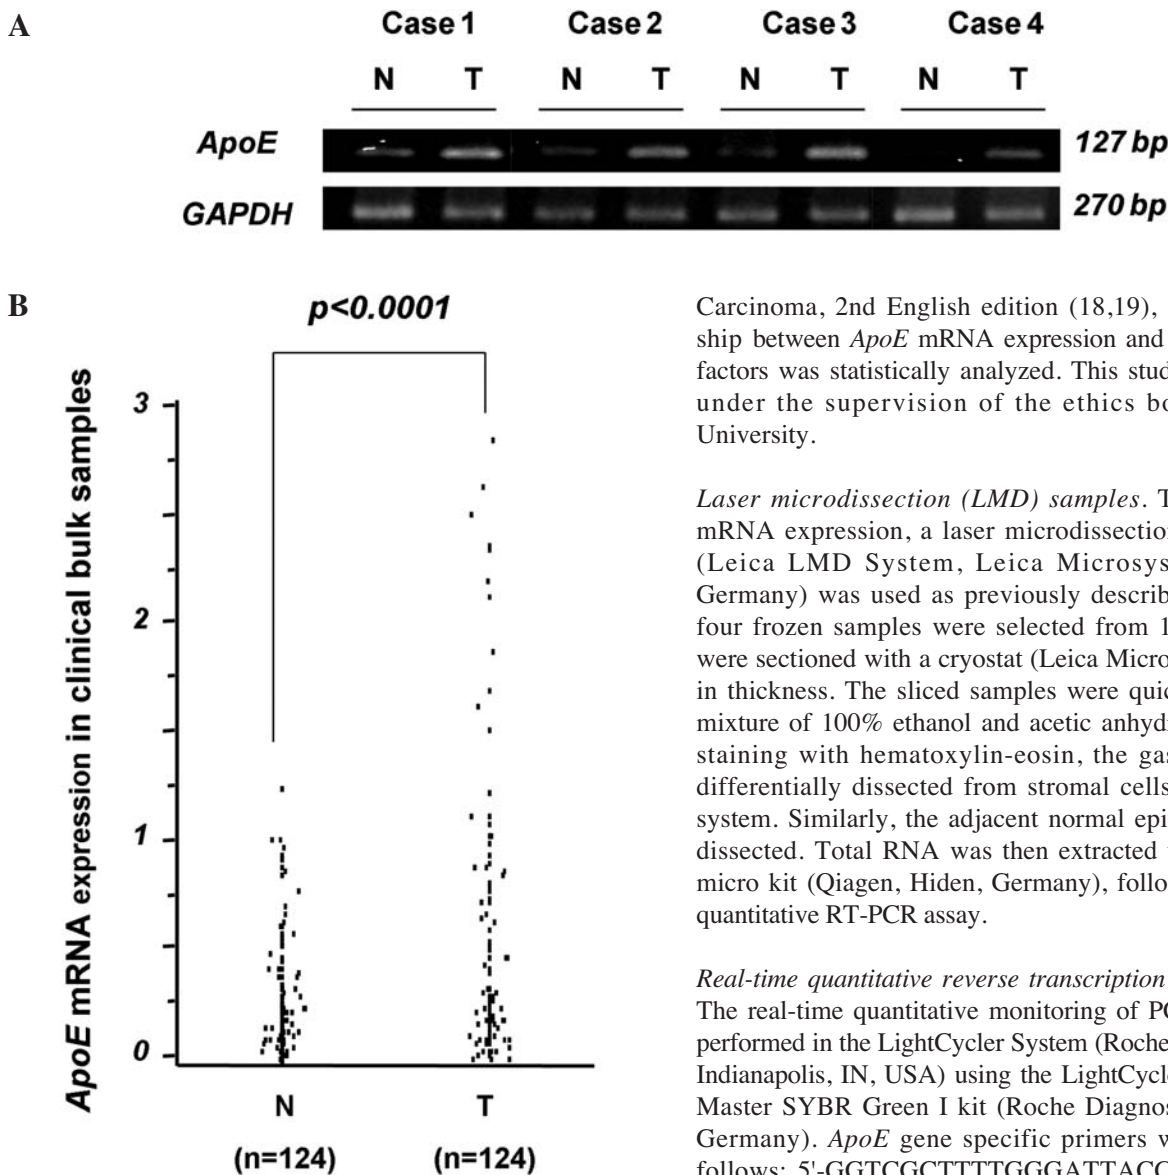 A
Case 1 Case 2 Case 3 Case 4
N T N T N T N T
ApoE 127 bp
GAPDH 270 bp
B
p<0.0001
ApoE mRNA expression in clinical bulk samples
3
2
1
0
N T
(n=124) (n=124)
Carcinoma, 2nd English edition (18,19),
ship between ApoE mRNA expression and
factors was statistically analyzed. This stud
under the supervision of the ethics bo
University.
Laser microdissection (LMD) samples. T
mRNA expression, a laser microdissection
(Leica LMD System, Leica Microsys
Germany) was used as previously describ
four frozen samples were selected from 1
were sectioned with a cryostat (Leica Micro
in thickness. The sliced samples were quic
mixture of 100% ethanol and acetic anhyd
staining with hematoxylin-eosin, the gas
differentially dissected from stromal cells
system. Similarly, the adjacent normal epi
dissected. Total RNA was then extracted
micro kit (Qiagen, Hiden, Germany), follo
quantitative RT-PCR assay.
Real-time quantitative reverse transcription
The real-time quantitative monitoring of PC
performed in the LightCycler System (Roche
Indianapolis, IN, USA) using the LightCycle
Master SYBR Green I kit (Roche Diagnos
Germany). ApoE gene specific primers w
follows: 5'-GGTCGCTTTTGGGATTACC